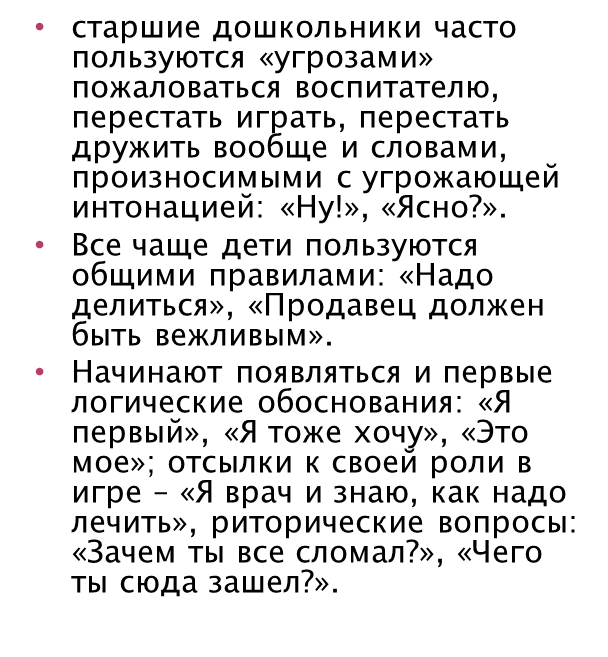 • старшие дошкольники часто
пользуются «угрозами»
пожаловаться воспитателю,
перестать играть, перестать
дружить вообще и словами,
произносимыми с угрожающей
интонацией: «Ну!», «Ясно?».
• Все чаще дети пользуются
общими правилами: «Надо
делиться», «Продавец должен
быть вежливым».
• Начинают появляться и первые
логические обоснования: «Я
первый», «Я тоже хочу», «Это
мое»; отсылки к своей роли в
игре – «Я врач и знаю, как надо
лечить», риторические вопросы:
«Зачем ты все сломал?», «Чего
ты сюда зашел?».